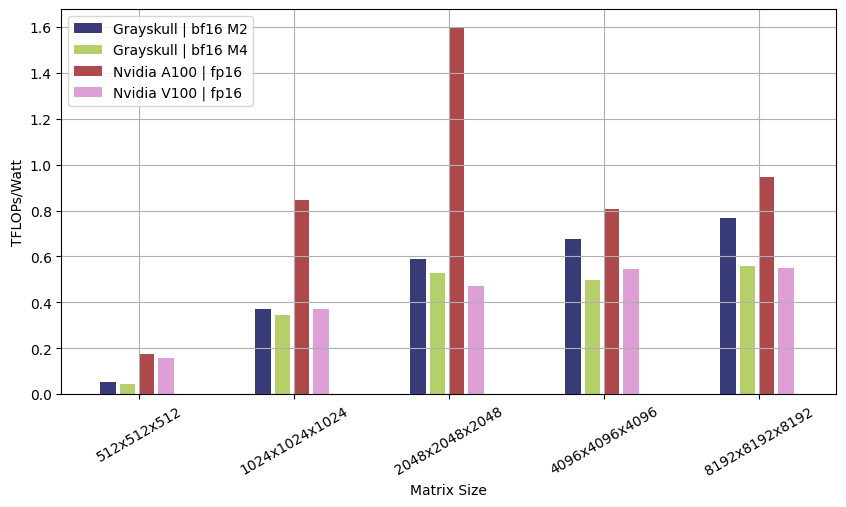 Grayskull | bf16 M2
Grayskull | bf16 M4
Nvidia A100 | fp16
Nvidia V100 | fp16
TFLOPs/Watt
1.6
1.4
1.2
1.0
0.8
0.6
0.4
0.2
0.0
512x512x512
1024x1024x1024
2048x2048x2048
4096x4096x4096
8192x8192x8192
Matrix Size